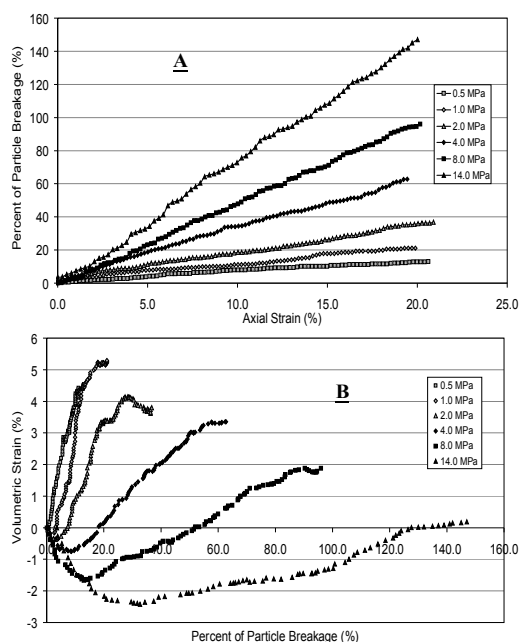 160
140
120
100
80
60
40
20
0
Percent of Particle Breakage (%)
A
0.5 MPa
1.0 MPa
2.0 MPa
4.0 MPa
8.0 MPa
14.0 MPa
0.0 5.0 10.0 15.0 20.0 25.0
Axial Strain (%)
6
5
4
3
2
1
0
-1
-2
-3
Volumetric Strain (%)
B
0.5 MPa
1.0 MPa
2.0 MPa
4.0 MPa
8.0 MPa
14.0 MPa
0.0 20.0 40.0 60.0 80.0 100.0 120.0 140.0 160.0
Percent of Particle Breakage (%)